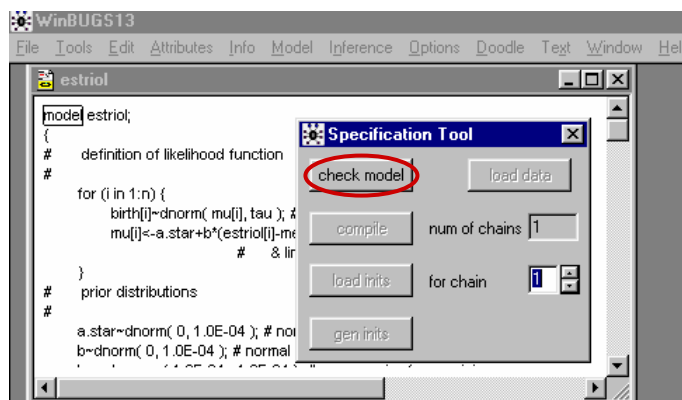 WinBUGS13
File Tools Edit Attributes Info Model Inference Options Doodle Text Window Hel
estriol
model estriol;
{
# definition of likelihood function
#
for (i in 1:n) {
birth[i]~dnorm( mu[i], tau ); #
mu[i]<-a.star+b*(estriol[i]-me
# & lin
}
# prior distributions
#
a.star~dnorm( 0, 1.0E-04 ); # nor
b~dnorm( 0, 1.0E-04 ); # normal
Specification Tool
check model load data
compile num of chains 1
load inits for chain 1
gen inits